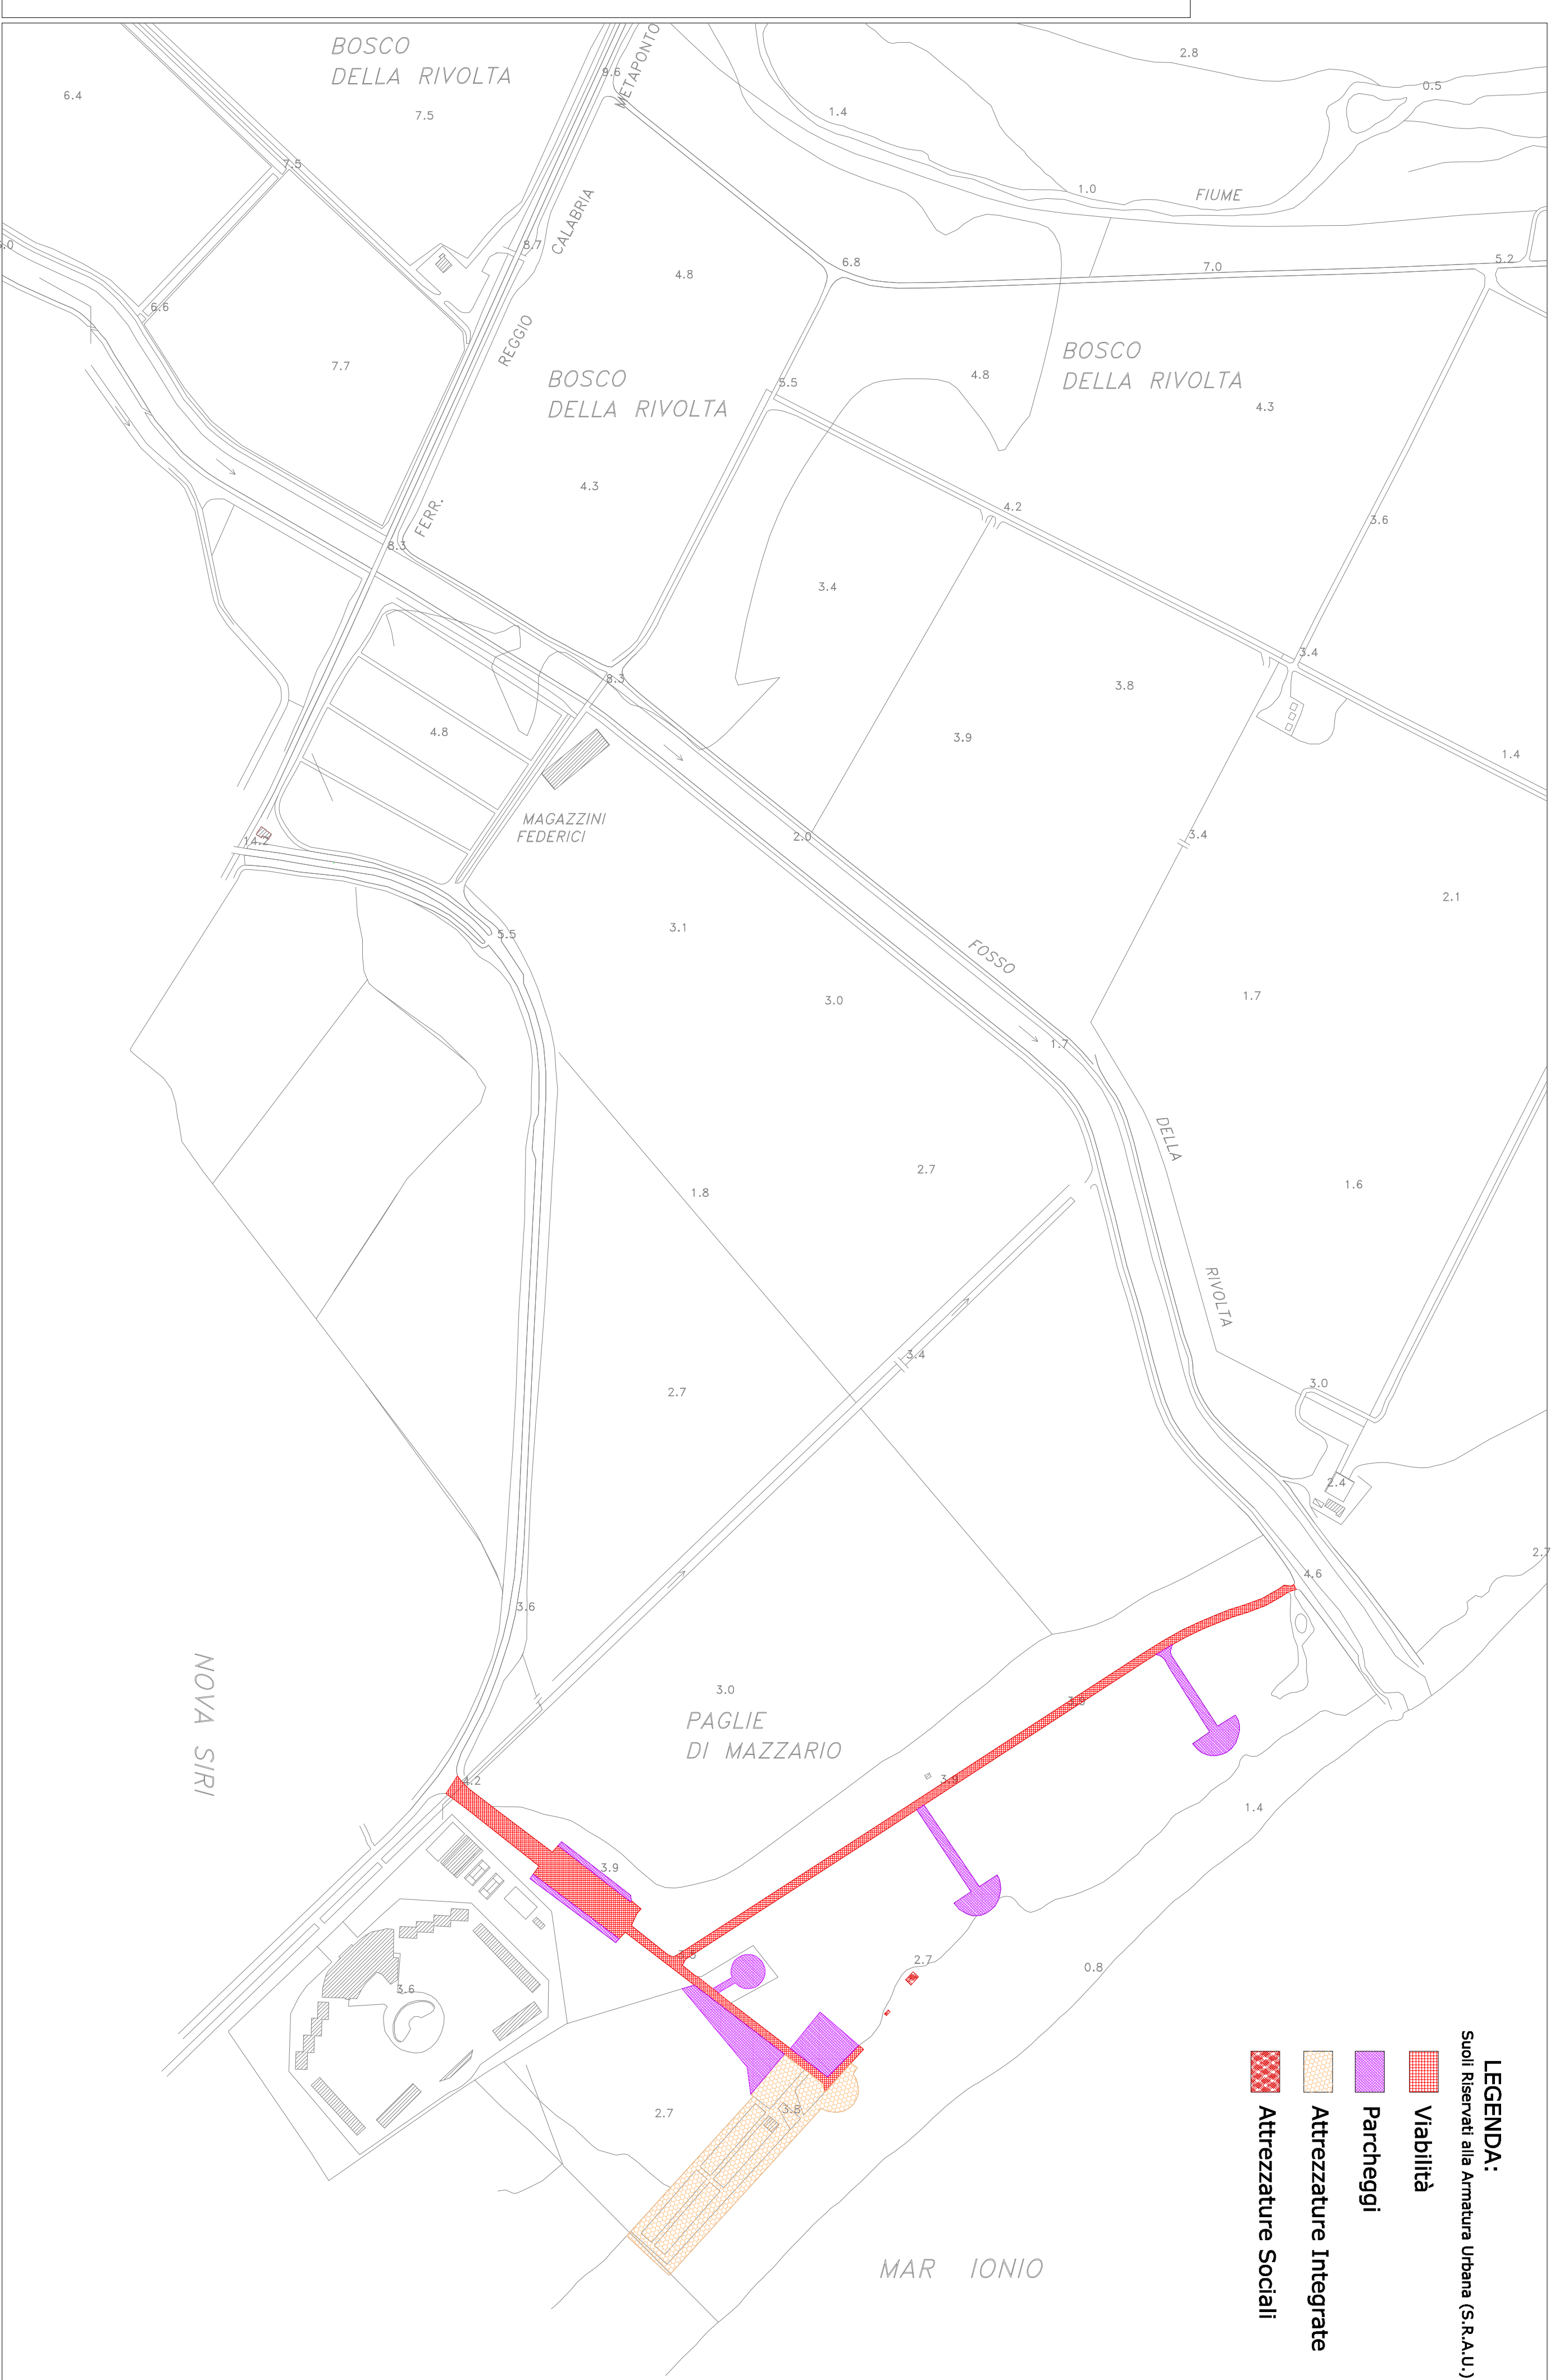 BOSCO
DELLA RIVOLTA
METAPONTO
9.6
2.8
0.5
6.4
7.5
1.4
7.5
1.0
FIUME
CALABRIA
8.7
6.8
7.0
5.2
4.8
6.6
REGGIO
7.7
BOSCO
DELLA RIVOLTA
5.5
4.8
BOSCO
DELLA RIVOLTA
4.3
4.3
FERR.
4.2
3.6
8.3
3.4
3.4
8.3
3.8
4.8
3.9
1.4
MAGAZZINI
FEDERICI
2.0
3.4
14.2
2.1
3.1
5.5
FOSSO
3.0
1.7
1.7
DELLA
2.7
1.8
1.6
RIVOLTA
3.4
3.0
2.7
2.4
2.7
4.6
3.6
NOVA SIRI
3.0
PAGLIE
DI MAZZARIO
3.9
4.2
1.4
3.9
2.7
0.8
3.6
2.7
3.8
MAR IONIO
LEGENDA:
Suoli Riservati alla Armatura Urbana (S.R.A.U.)
Viabilità
Parcheggi
Attrezzature Integrate
Attrezzature Sociali